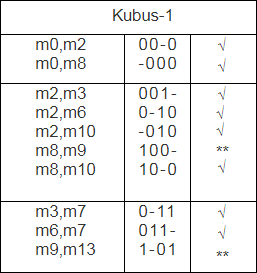 Kubus-1
m0,m2 00-0 √
m0,m8 -000 √
m2,m3 001- √
m2,m6 0-10 √
m2,m10 -010 √
m8,m9 100- **
m8,m10 10-0 √
m3,m7 0-11 √
m6,m7 011- √
m9,m13 1-01 **